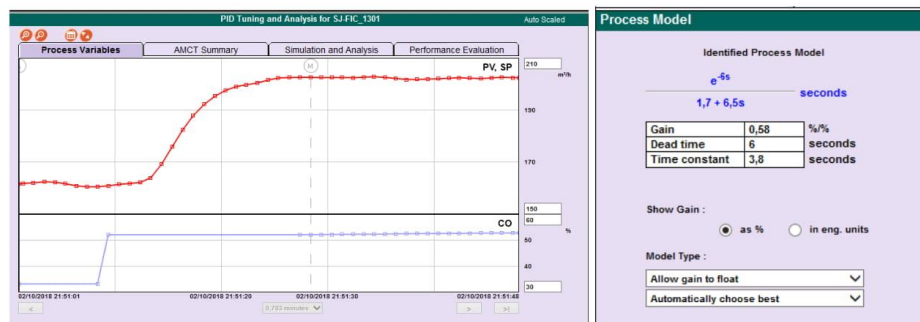 PID Tuning and Analysis for SJ-FIC_1301
Auto Scaled
Process Variables
AMCT Summary
Simulation and Analysis
Performance Evaluation
M
PV, SP
210
m³/h
190
170
150
CO
60
%
50
40
30
02/10/2018 21:51:01
02/10/2018 21:51:20
02/10/2018 21:51:30
02/10/2018 21:51:48
<
0,783 minutes
>
>|
Process Model
Identified Process Model
e-6s
1,7 + 6,5s
seconds
Gain 0,58 %/%
Dead time 6 seconds
Time constant 3,8 seconds
Show Gain :
as % in eng. units
Model Type :
Allow gain to float
Automatically choose best